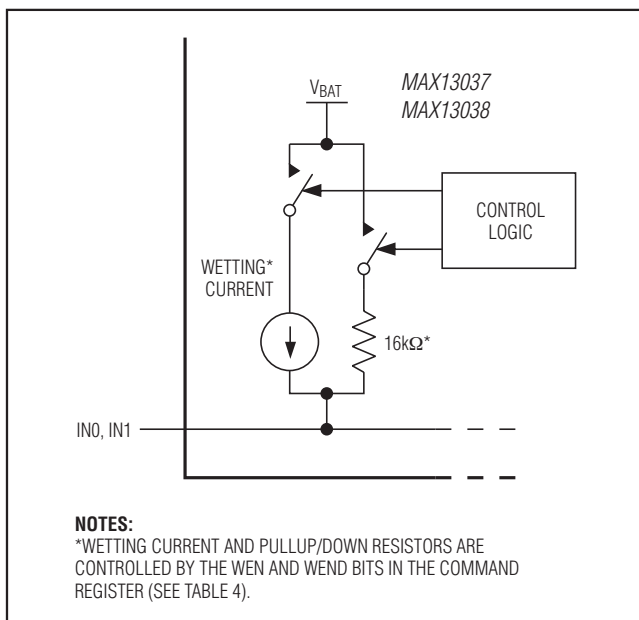 V_BAT
MAX13037
MAX13038
CONTROL
LOGIC
WETTING*
CURRENT
16kΩ*
IN0, IN1
NOTES:
*WETTING CURRENT AND PULLUP/DOWN RESISTORS ARE
CONTROLLED BY THE WEN AND WEND BITS IN THE COMMAND
REGISTER (SEE TABLE 4).